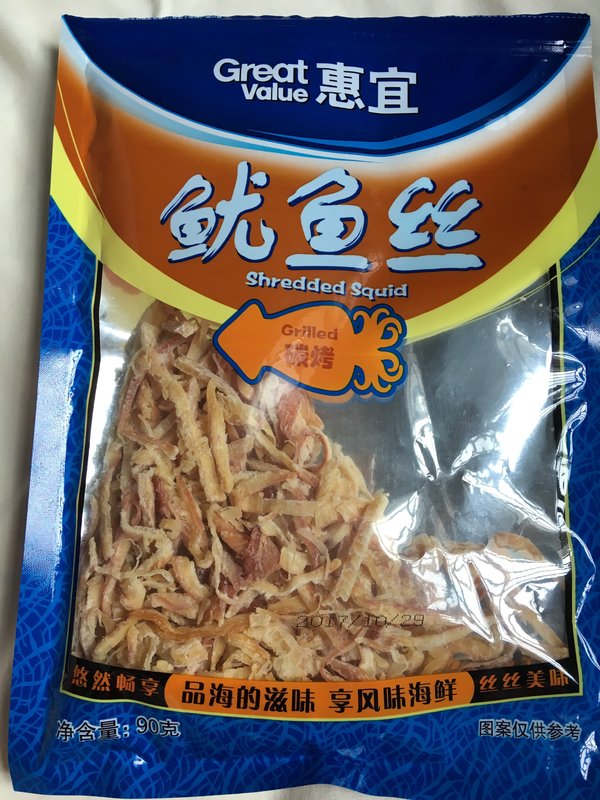 Great Value 惠宜
鱿鱼丝
Shredded Squid
Grilled
碳烤
2017/10/29
悠然畅享 品海的滋味 享风味海鲜 丝丝美味
净含量: 90克 图案仅供参考